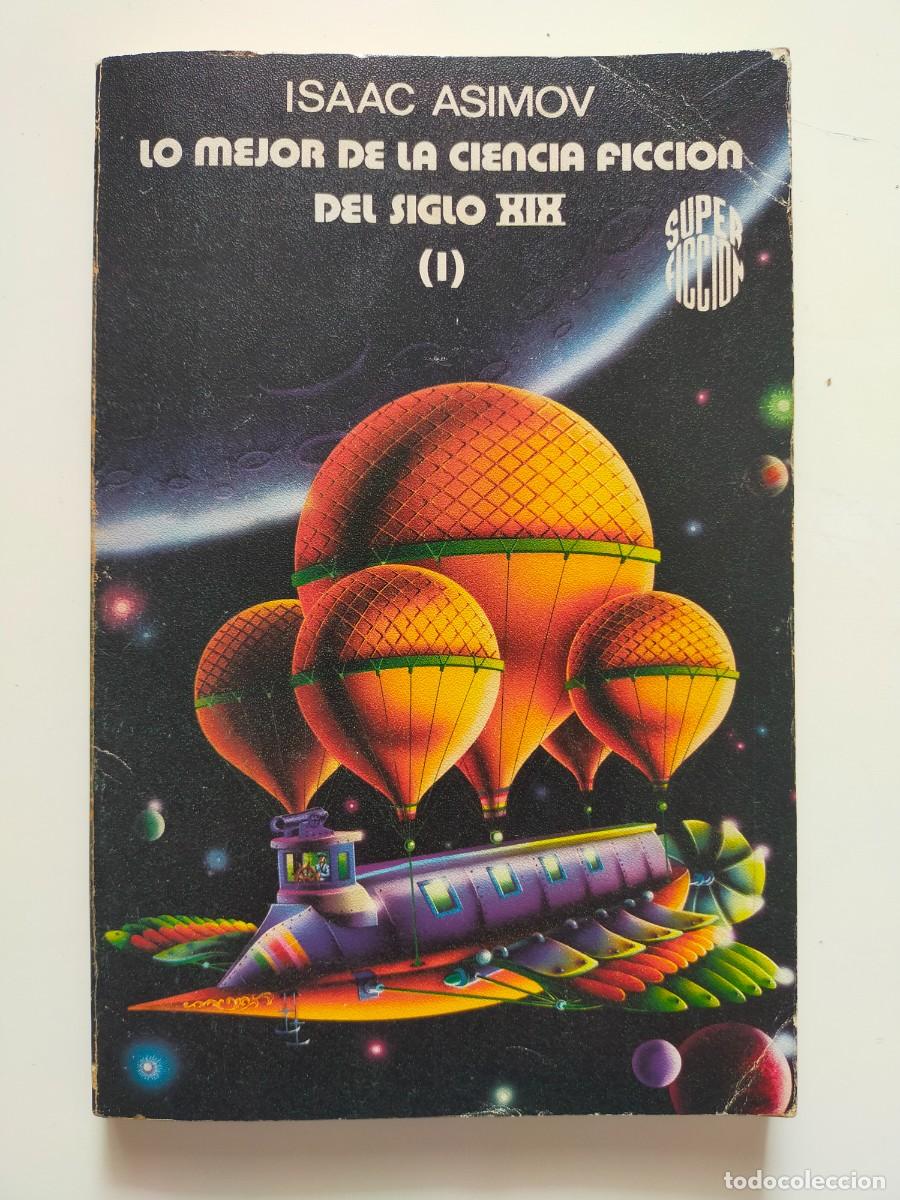 ISAAC ASIMOV
LO MEJOR DE LA CIENCIA FICCION
DEL SIGLO XIX
(I)
SUPER
FICCION
todocoleccion